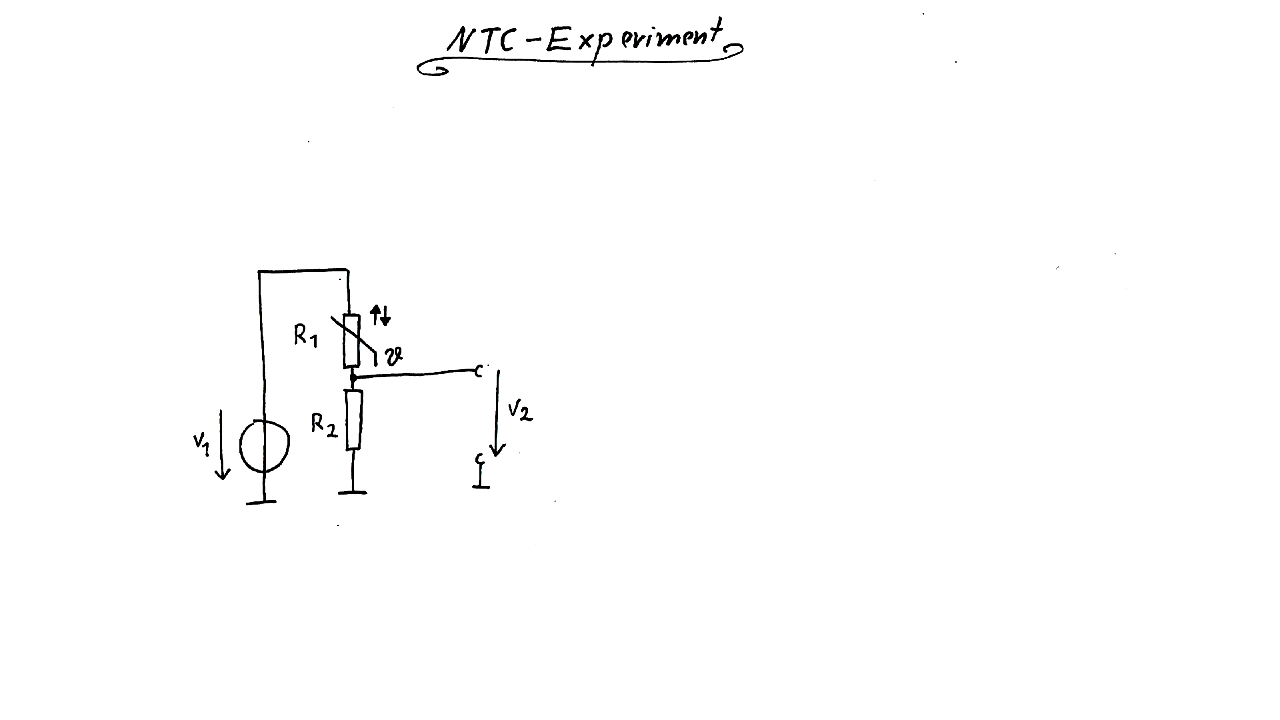 NTC-Experiment
R1
ϑ
R2
V1
V2